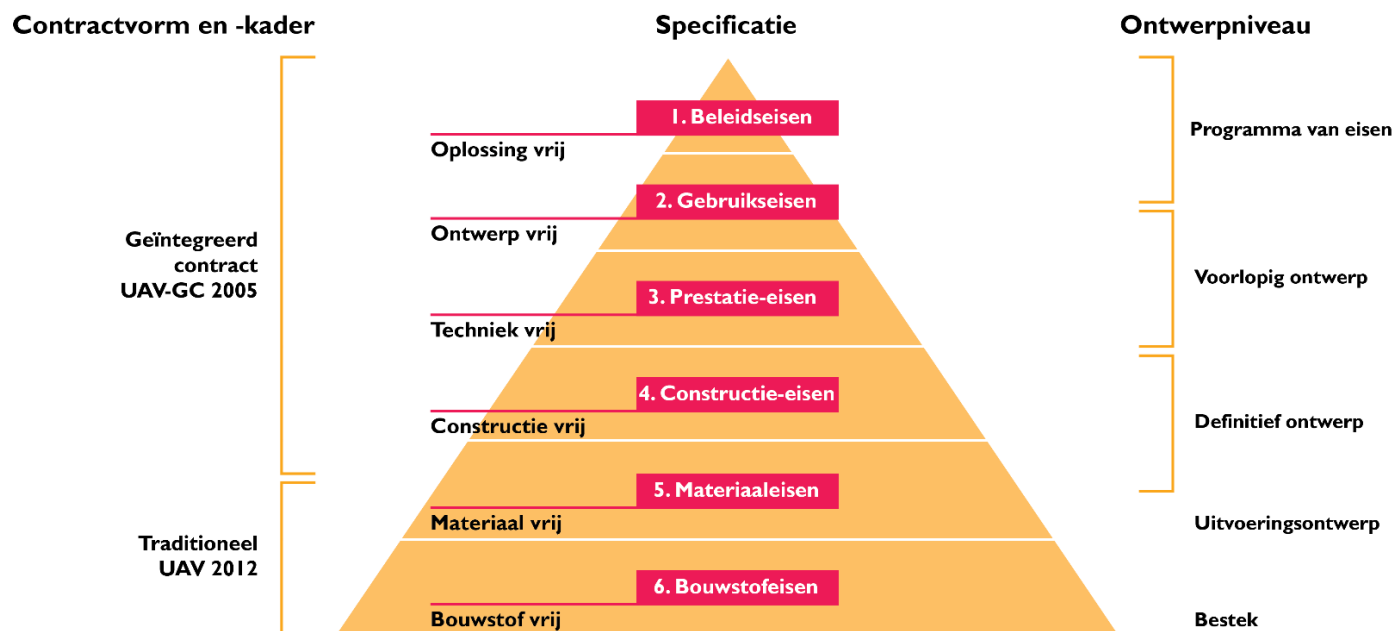 Contractvorm en -kader
Specificatie
Ontwerpniveau
1. Beleidseisen
Oplossing vrij
Programma van eisen
2. Gebruikseisen
Ontwerp vrij
Geïntegreerd
contract
UAV-GC 2005
Voorlopig ontwerp
3. Prestatie-eisen
Techniek vrij
4. Constructie-eisen
Constructie vrij
Definitief ontwerp
5. Materiaaleisen
Materiaal vrij
Uitvoeringsontwerp
Traditioneel
UAV 2012
6. Bouwstofeisen
Bouwstof vrij
Bestek